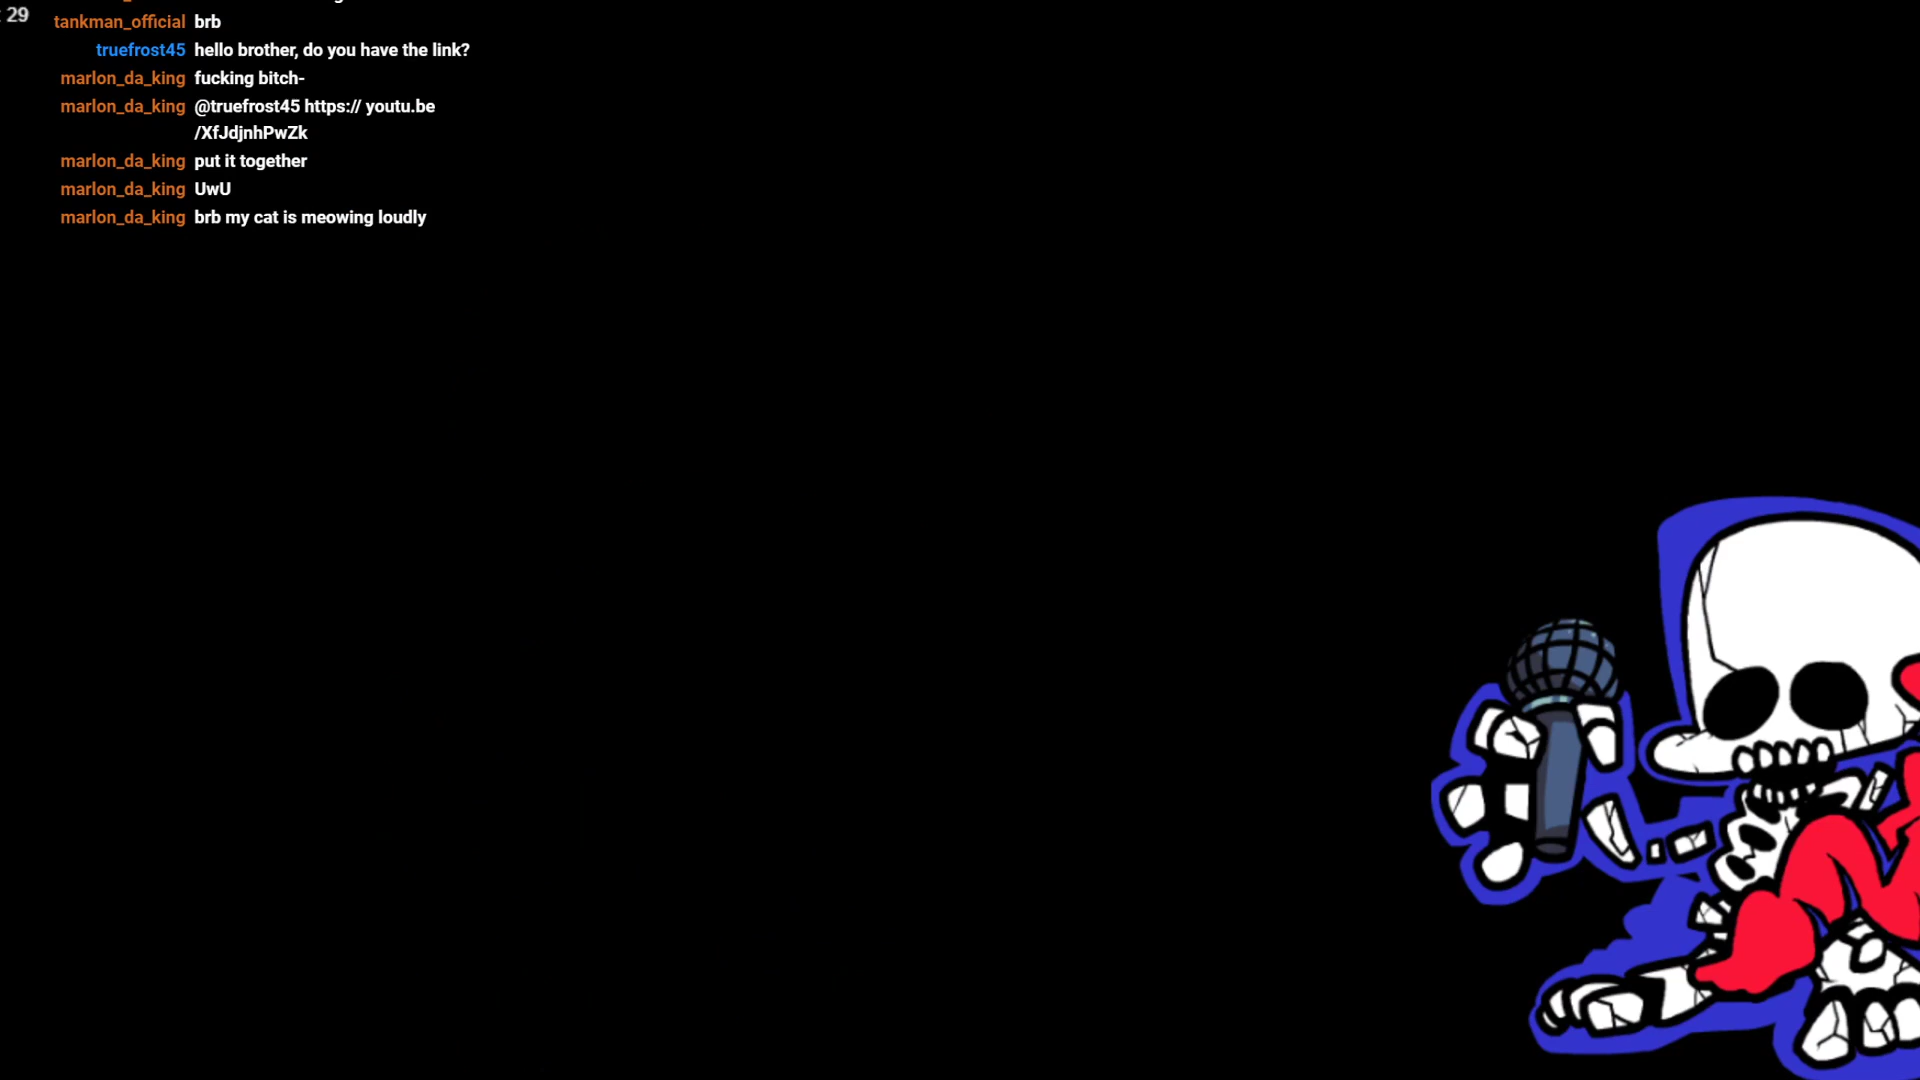 : 29
tankman_official brb
truefrost45 hello brother, do you have the link?
marlon_da_king fucking bitch-
marlon_da_king @truefrost45 https:// youtu.be
/XfJdjnhPwZk
marlon_da_king put it together
marlon_da_king UwU
marlon_da_king brb my cat is meowing loudly